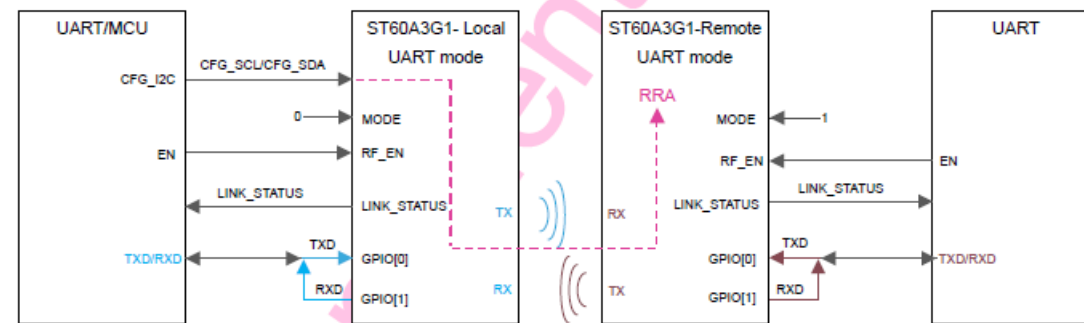 UART/MCU
ST60A3G1- Local
UART mode
ST60A3G1-Remote
UART mode
UART
CFG_I2C
CFG_SCL/CFG_SDA
RRA
0
MODE
MODE
1
EN
RF_EN
RF_EN
EN
LINK_STATUS
LINK_STATUS
LINK_STATUS
LINK_STATUS
TX
RX
TXD/RXD
TXD
GPIO[0]
GPIO[0]
TXD
TXD/RXD
RXD
GPIO[1]
RX
TX
GPIO[1]
RXD